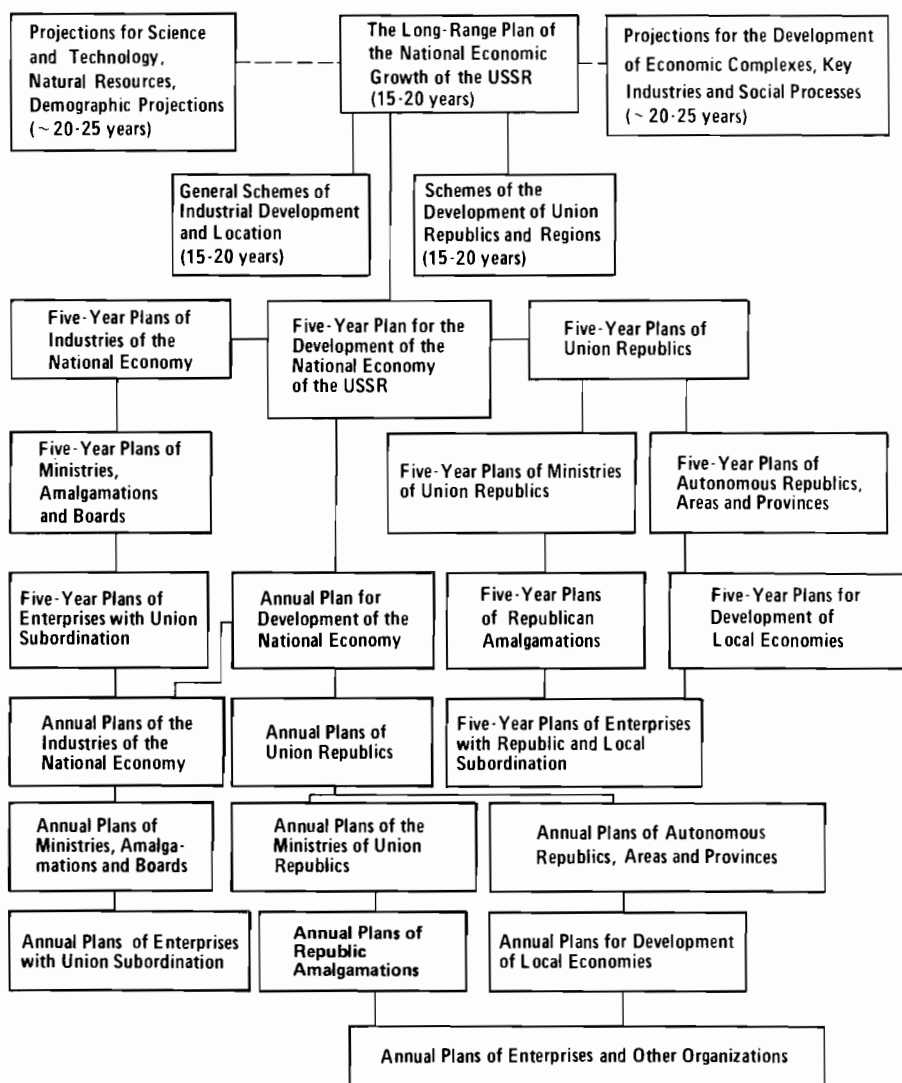 Projections for Science
and Technology,
Natural Resources,
Demographic Projections
(~ 20-25 years)
The Long-Range Plan of
the National Economic
Growth of the USSR
(15-20 years)
Projections for the Development
of Economic Complexes, Key
Industries and Social Processes
(~ 20-25 years)
General Schemes of
Industrial Development
and Location
(15-20 years)
Schemes of the
Development of Union
Republics and Regions
(15-20 years)
Five-Year Plans of
Industries of the
National Economy
Five-Year Plan for the
Development of the
National Economy
of the USSR
Five-Year Plans of
Union Republics
Five-Year Plans of
Ministries,
Amalgamations
and Boards
Five-Year Plans of Ministries
of Union Republics
Five-Year Plans of
Autonomous Republics,
Areas and Provinces
Five-Year Plans of
Enterprises with Union
Subordination
Annual Plan for
Development of the
National Economy
Five-Year Plans
of Republican
Amalgamations
Five-Year Plans for
Development of
Local Economies
Annual Plans of the
Industries of the
National Economy
Annual Plans of
Union Republics
Five-Year Plans of Enterprises
with Republic and Local
Subordination
Annual Plans of
Ministries, Amalga-
mations and Boards
Annual Plans of the
Ministries of Union
Republics
Annual Plans of Autonomous
Republics, Areas and Provinces
Annual Plans of Enterprises
with Union Subordination
Annual Plans of
Republic
Amalgamations
Annual Plans for Development
of Local Economies
Annual Plans of Enterprises and Other Organizations